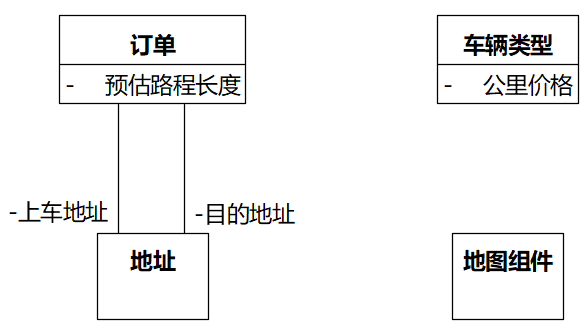 订单
- 预估路程长度
车辆类型
- 公里价格
-上车地址
-目的地址
地址
地图组件